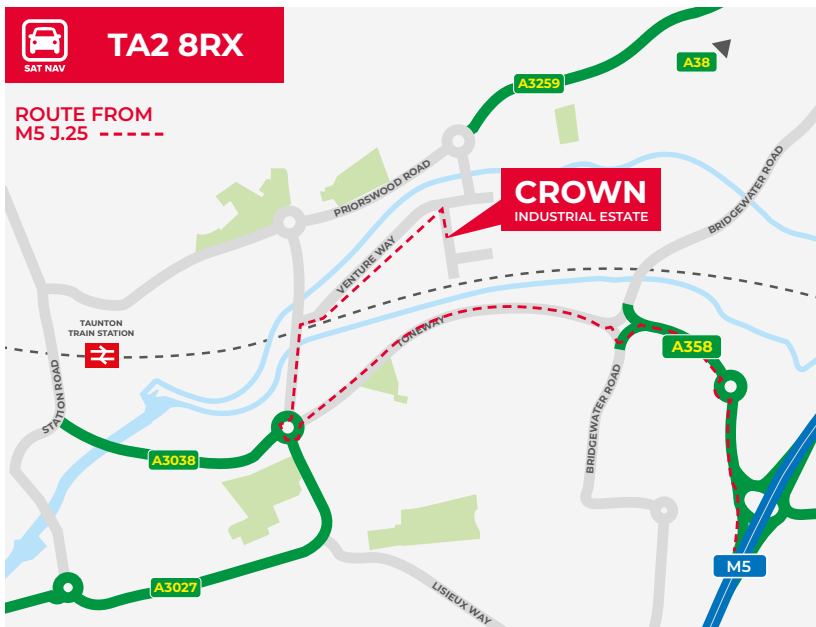 SAT NAV
TA2 8RX
ROUTE FROM
M5 J.25
A38
A3259
PRIORSWOOD ROAD
BRIDGEWATER ROAD
CROWN
INDUSTRIAL ESTATE
VENTURE WAY
TAUNTON
TRAIN STATION
TONEWAY
A358
STATION ROAD
BRIDGEWATER ROAD
A3038
M5
A3027
LISIEUX WAY